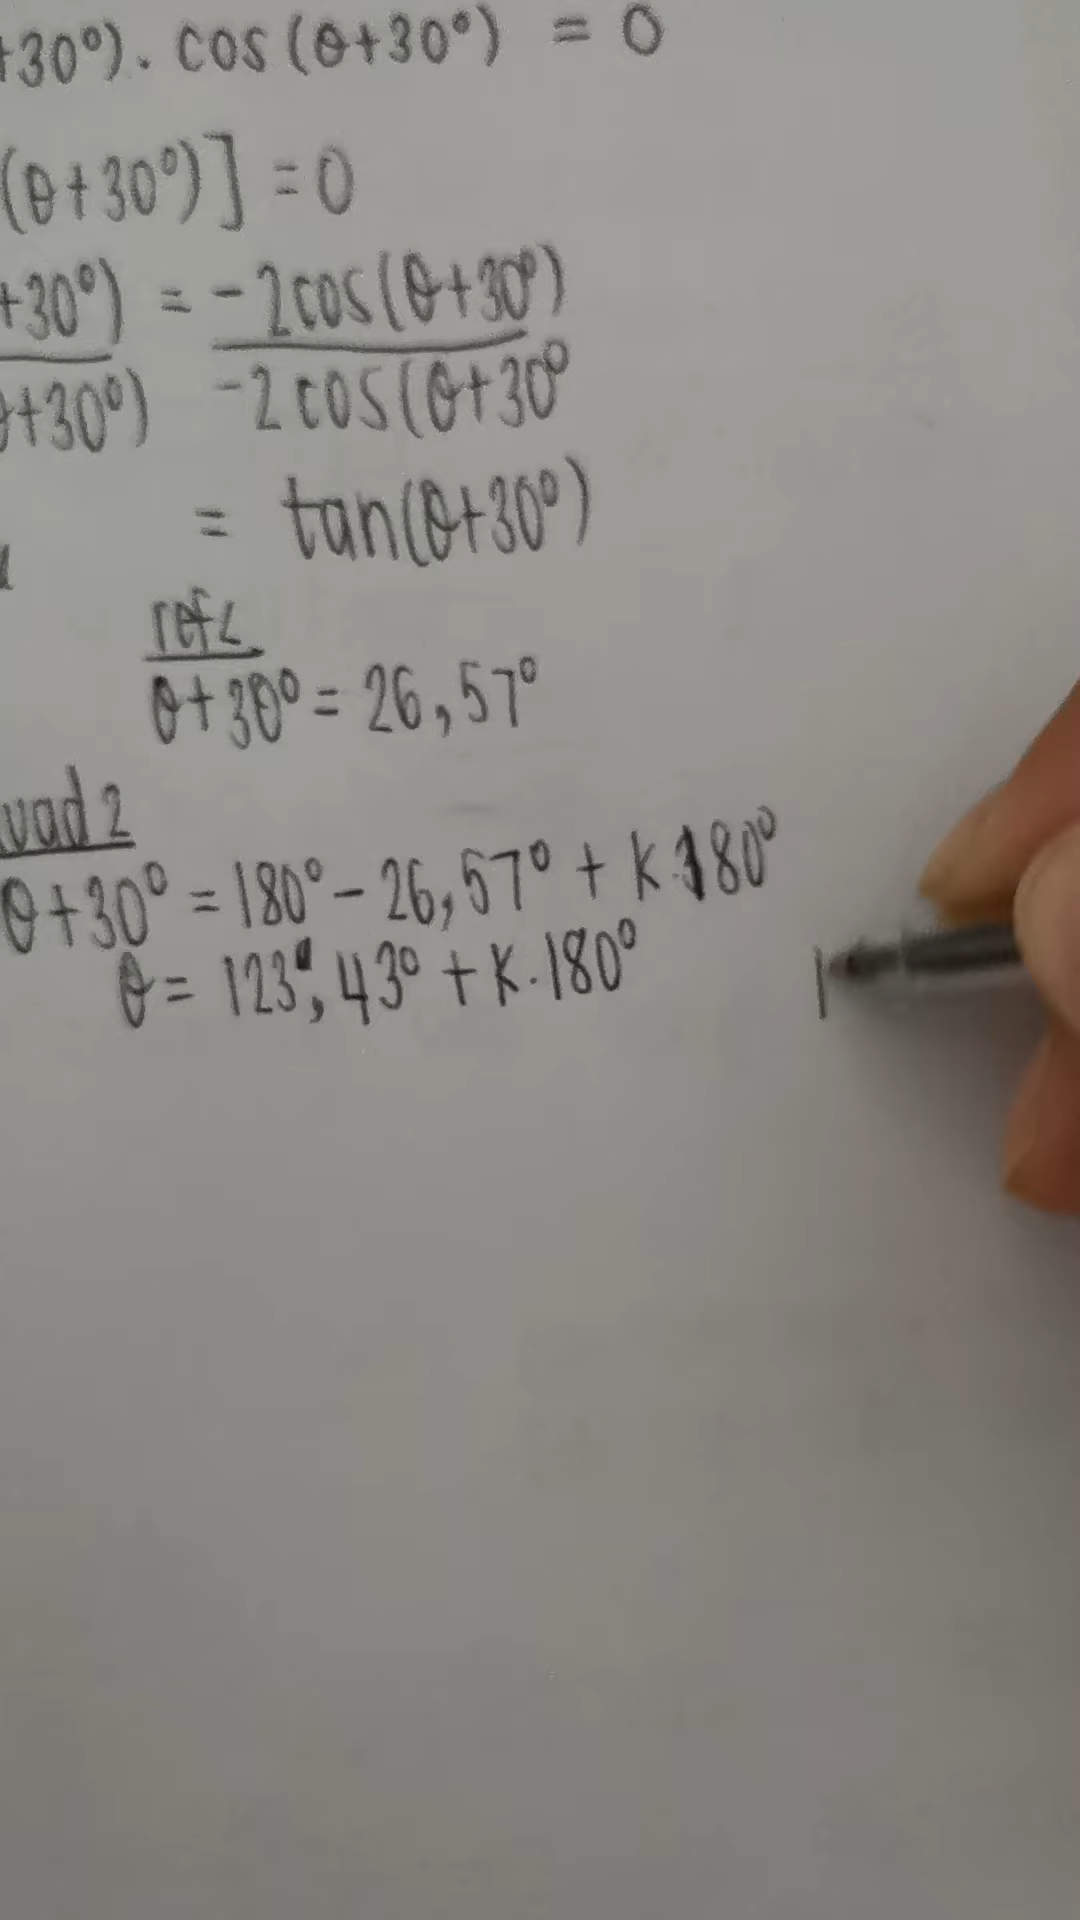 +30°). cos(θ+30°) = 0
(θ+30°)] = 0
+30°) = -2cos(θ+30°)
θ+30°) -2cos(θ+30°
= tan(θ+30°)
ref∠
θ+30° = 26,57°
uad 2
θ+30° = 180° - 26,57° + K.180°
θ = 123,43° + K.180°